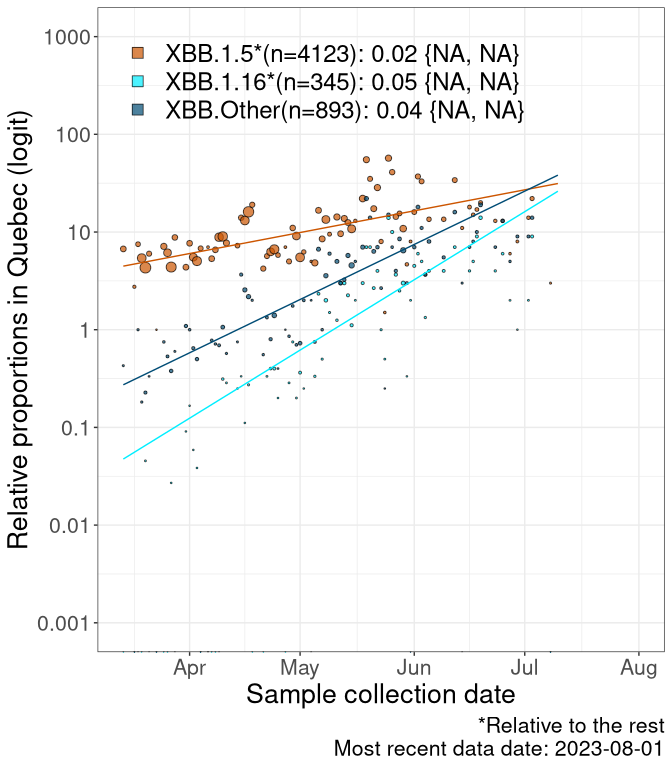 1000
100
10
1
0.1
0.01
0.001
Relative proportions in Quebec (logit)
XBB.1.5*(n=4123): 0.02 {NA, NA}
XBB.1.16*(n=345): 0.05 {NA, NA}
XBB.Other(n=893): 0.04 {NA, NA}
Apr May Jun Jul Aug
Sample collection date
*Relative to the rest
Most recent data date: 2023-08-01